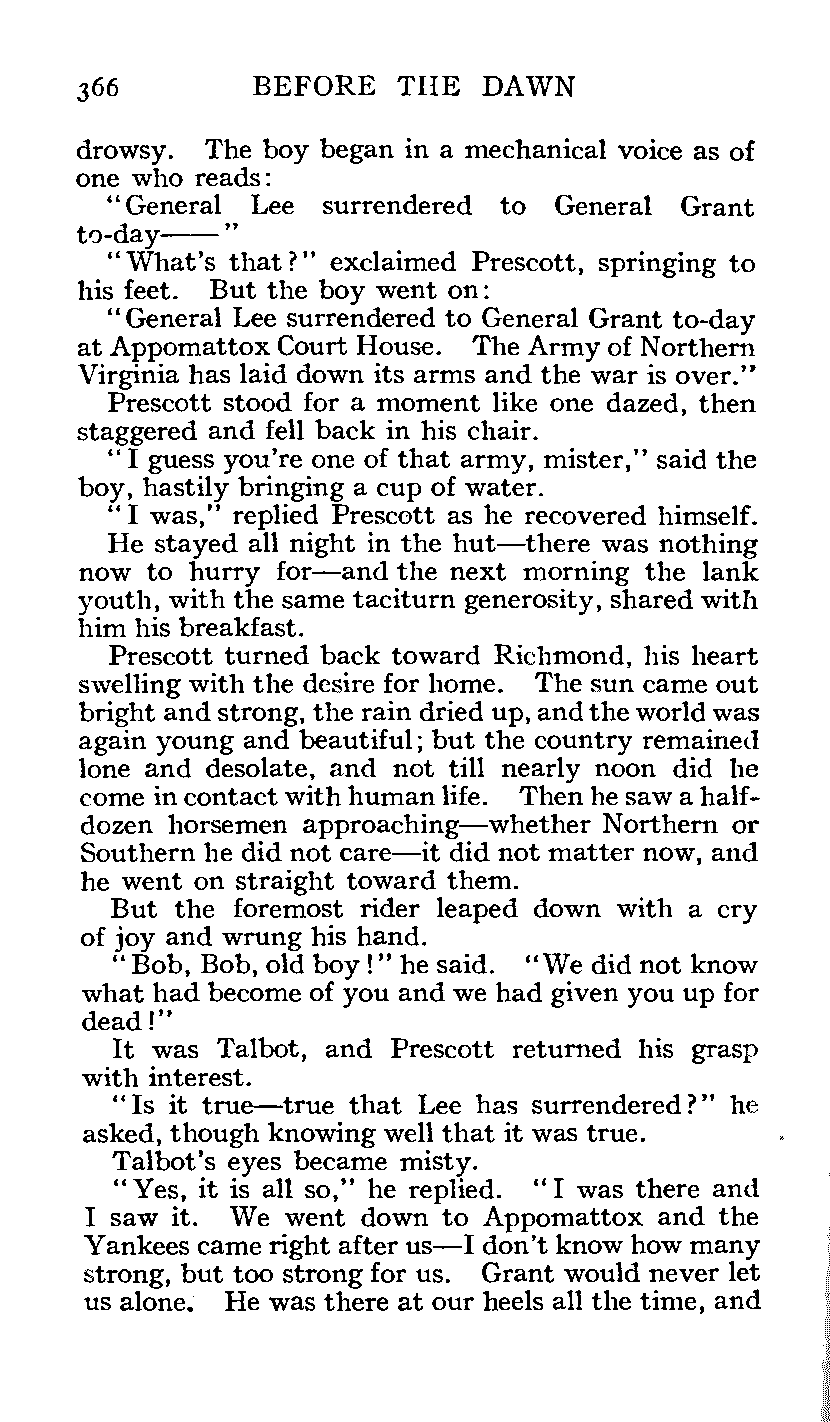 366 BEFORE THE DAWN
drowsy. The boy began in a mechanical voice as of
one who reads:
"General Lee surrendered to General Grant
to-day——"
"What's that?" exclaimed Prescott, springing to
his feet. But the boy went on:
"General Lee surrendered to General Grant to-day
at Appomattox Court House. The Army of Northern
Virginia has laid down its arms and the war is over."
Prescott stood for a moment like one dazed, then
staggered and fell back in his chair.
"I guess you're one of that army, mister," said the
boy, hastily bringing a cup of water.
"I was," replied Prescott as he recovered himself.
He stayed all night in the hut—there was nothing
now to hurry for—and the next morning the lank
youth, with the same taciturn generosity, shared with
him his breakfast.
Prescott turned back toward Richmond, his heart
swelling with the desire for home. The sun came out
bright and strong, the rain dried up, and the world was
again young and beautiful; but the country remained
lone and desolate, and not till nearly noon did he
come in contact with human life. Then he saw a half-
dozen horsemen approaching—whether Northern or
Southern he did not care—it did not matter now, and
he went on straight toward them.
But the foremost rider leaped down with a cry
of joy and wrung his hand.
"Bob, Bob, old boy!" he said. "We did not know
what had become of you and we had given you up for
dead!"
It was Talbot, and Prescott returned his grasp
with interest.
"Is it true—true that Lee has surrendered?" he
asked, though knowing well that it was true.
Talbot's eyes became misty.
"Yes, it is all so," he replied. "I was there and
I saw it. We went down to Appomattox and the
Yankees came right after us—I don't know how many
strong, but too strong for us. Grant would never let
us alone. He was there at our heels all the time, and